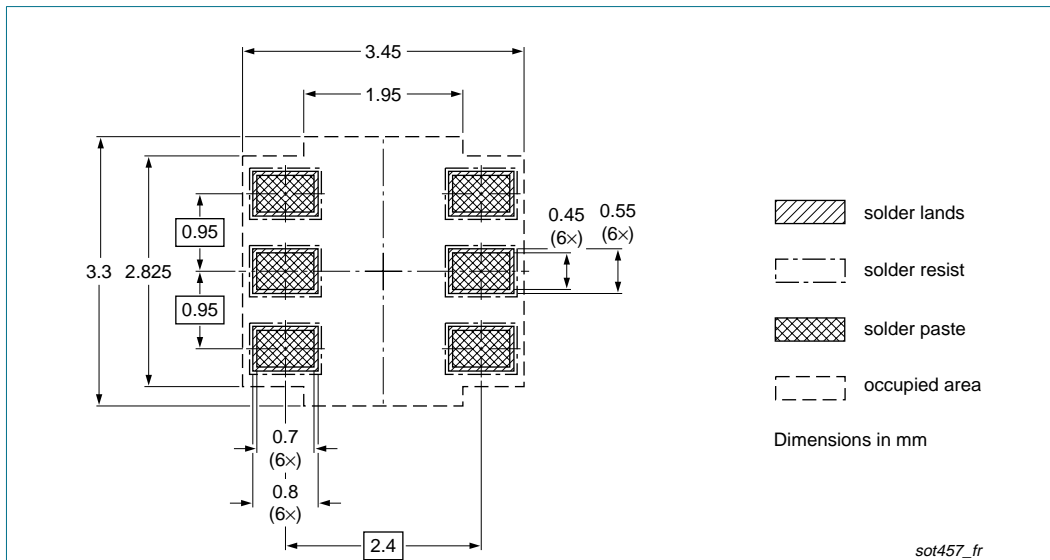 3.45
1.95
0.45
(6×)
0.55
(6×)
0.95
3.3
2.825
0.95
0.7
(6×)
0.8
(6×)
2.4
solder lands
solder resist
solder paste
occupied area
Dimensions in mm
sot457_fr